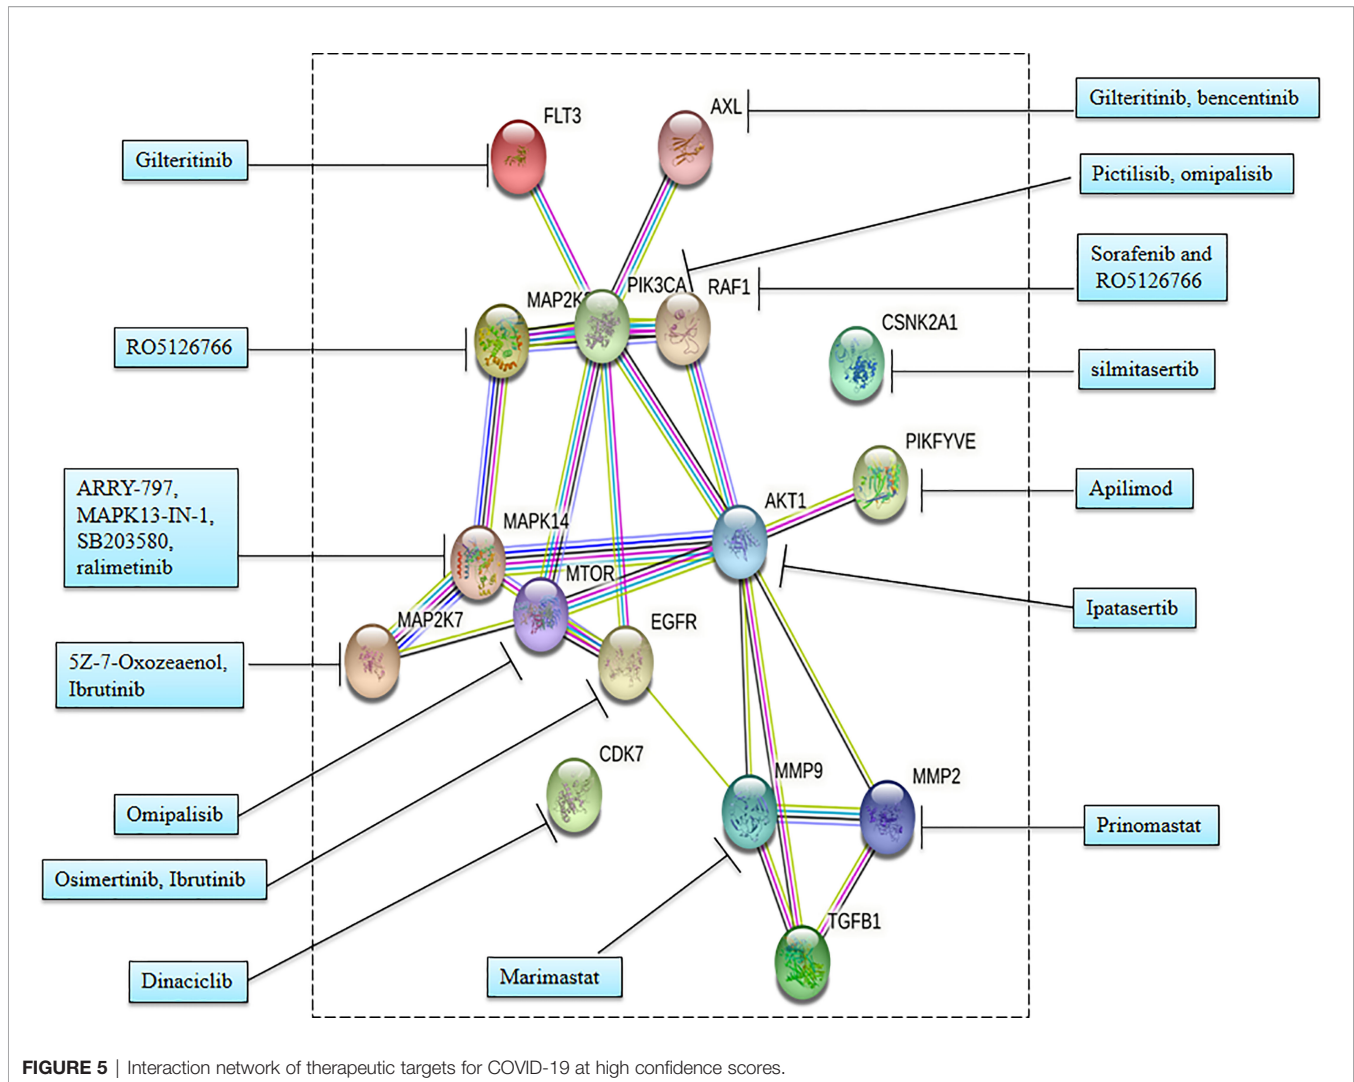 FLT3
AXL
Gilteritinib, bencentinib
Gilteritinib
Pictilisib, omipalisib
Sorafenib and
RO5126766
MAP2K
PIK3CA
RAF1
CSNK2A1
RO5126766
silmitasertib
PIKFYVE
ARRY-797,
MAPK13-IN-1,
SB203580,
ralimetinib
Apilimod
AKT1
MAPK14
MTOR
Ipatasertib
MAP2K7
EGFR
5Z-7-Oxozeaenol,
Ibrutinib
CDK7
MMP9
MMP2
Omipalisib
Prinomastat
Osimertinib, Ibrutinib
TGFB1
Dinaciclib
Marimastat
FIGURE 5 | Interaction network of therapeutic targets for COVID-19 at high confidence scores.